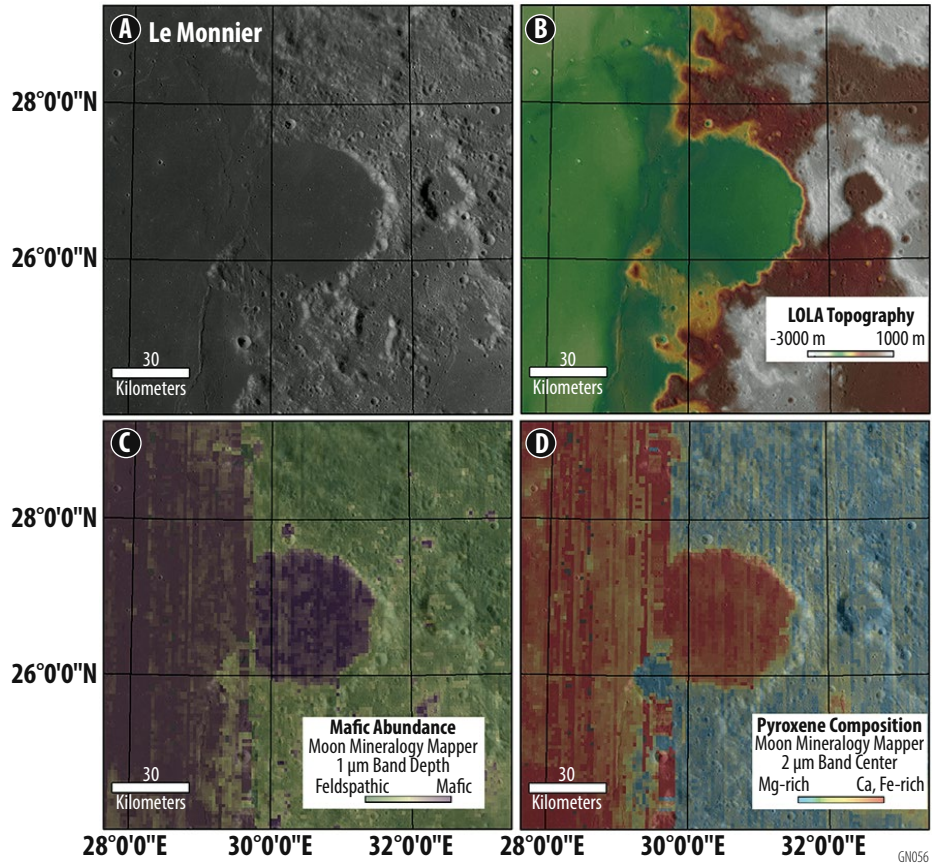 A Le Monnier
B
28°0'0"N
26°0'0"N
LOLA Topography
-3000 m 1000 m
30
Kilometers
30
Kilometers
C
D
28°0'0"N
26°0'0"N
Mafic Abundance
Moon Mineralogy Mapper
1 µm Band Depth
Feldspathic Mafic
Pyroxene Composition
Moon Mineralogy Mapper
2 µm Band Center
Mg-rich Ca, Fe-rich
30
Kilometers
30
Kilometers
28°0'0"E 30°0'0"E 32°0'0"E 28°0'0"E 30°0'0"E 32°0'0"E
GN056